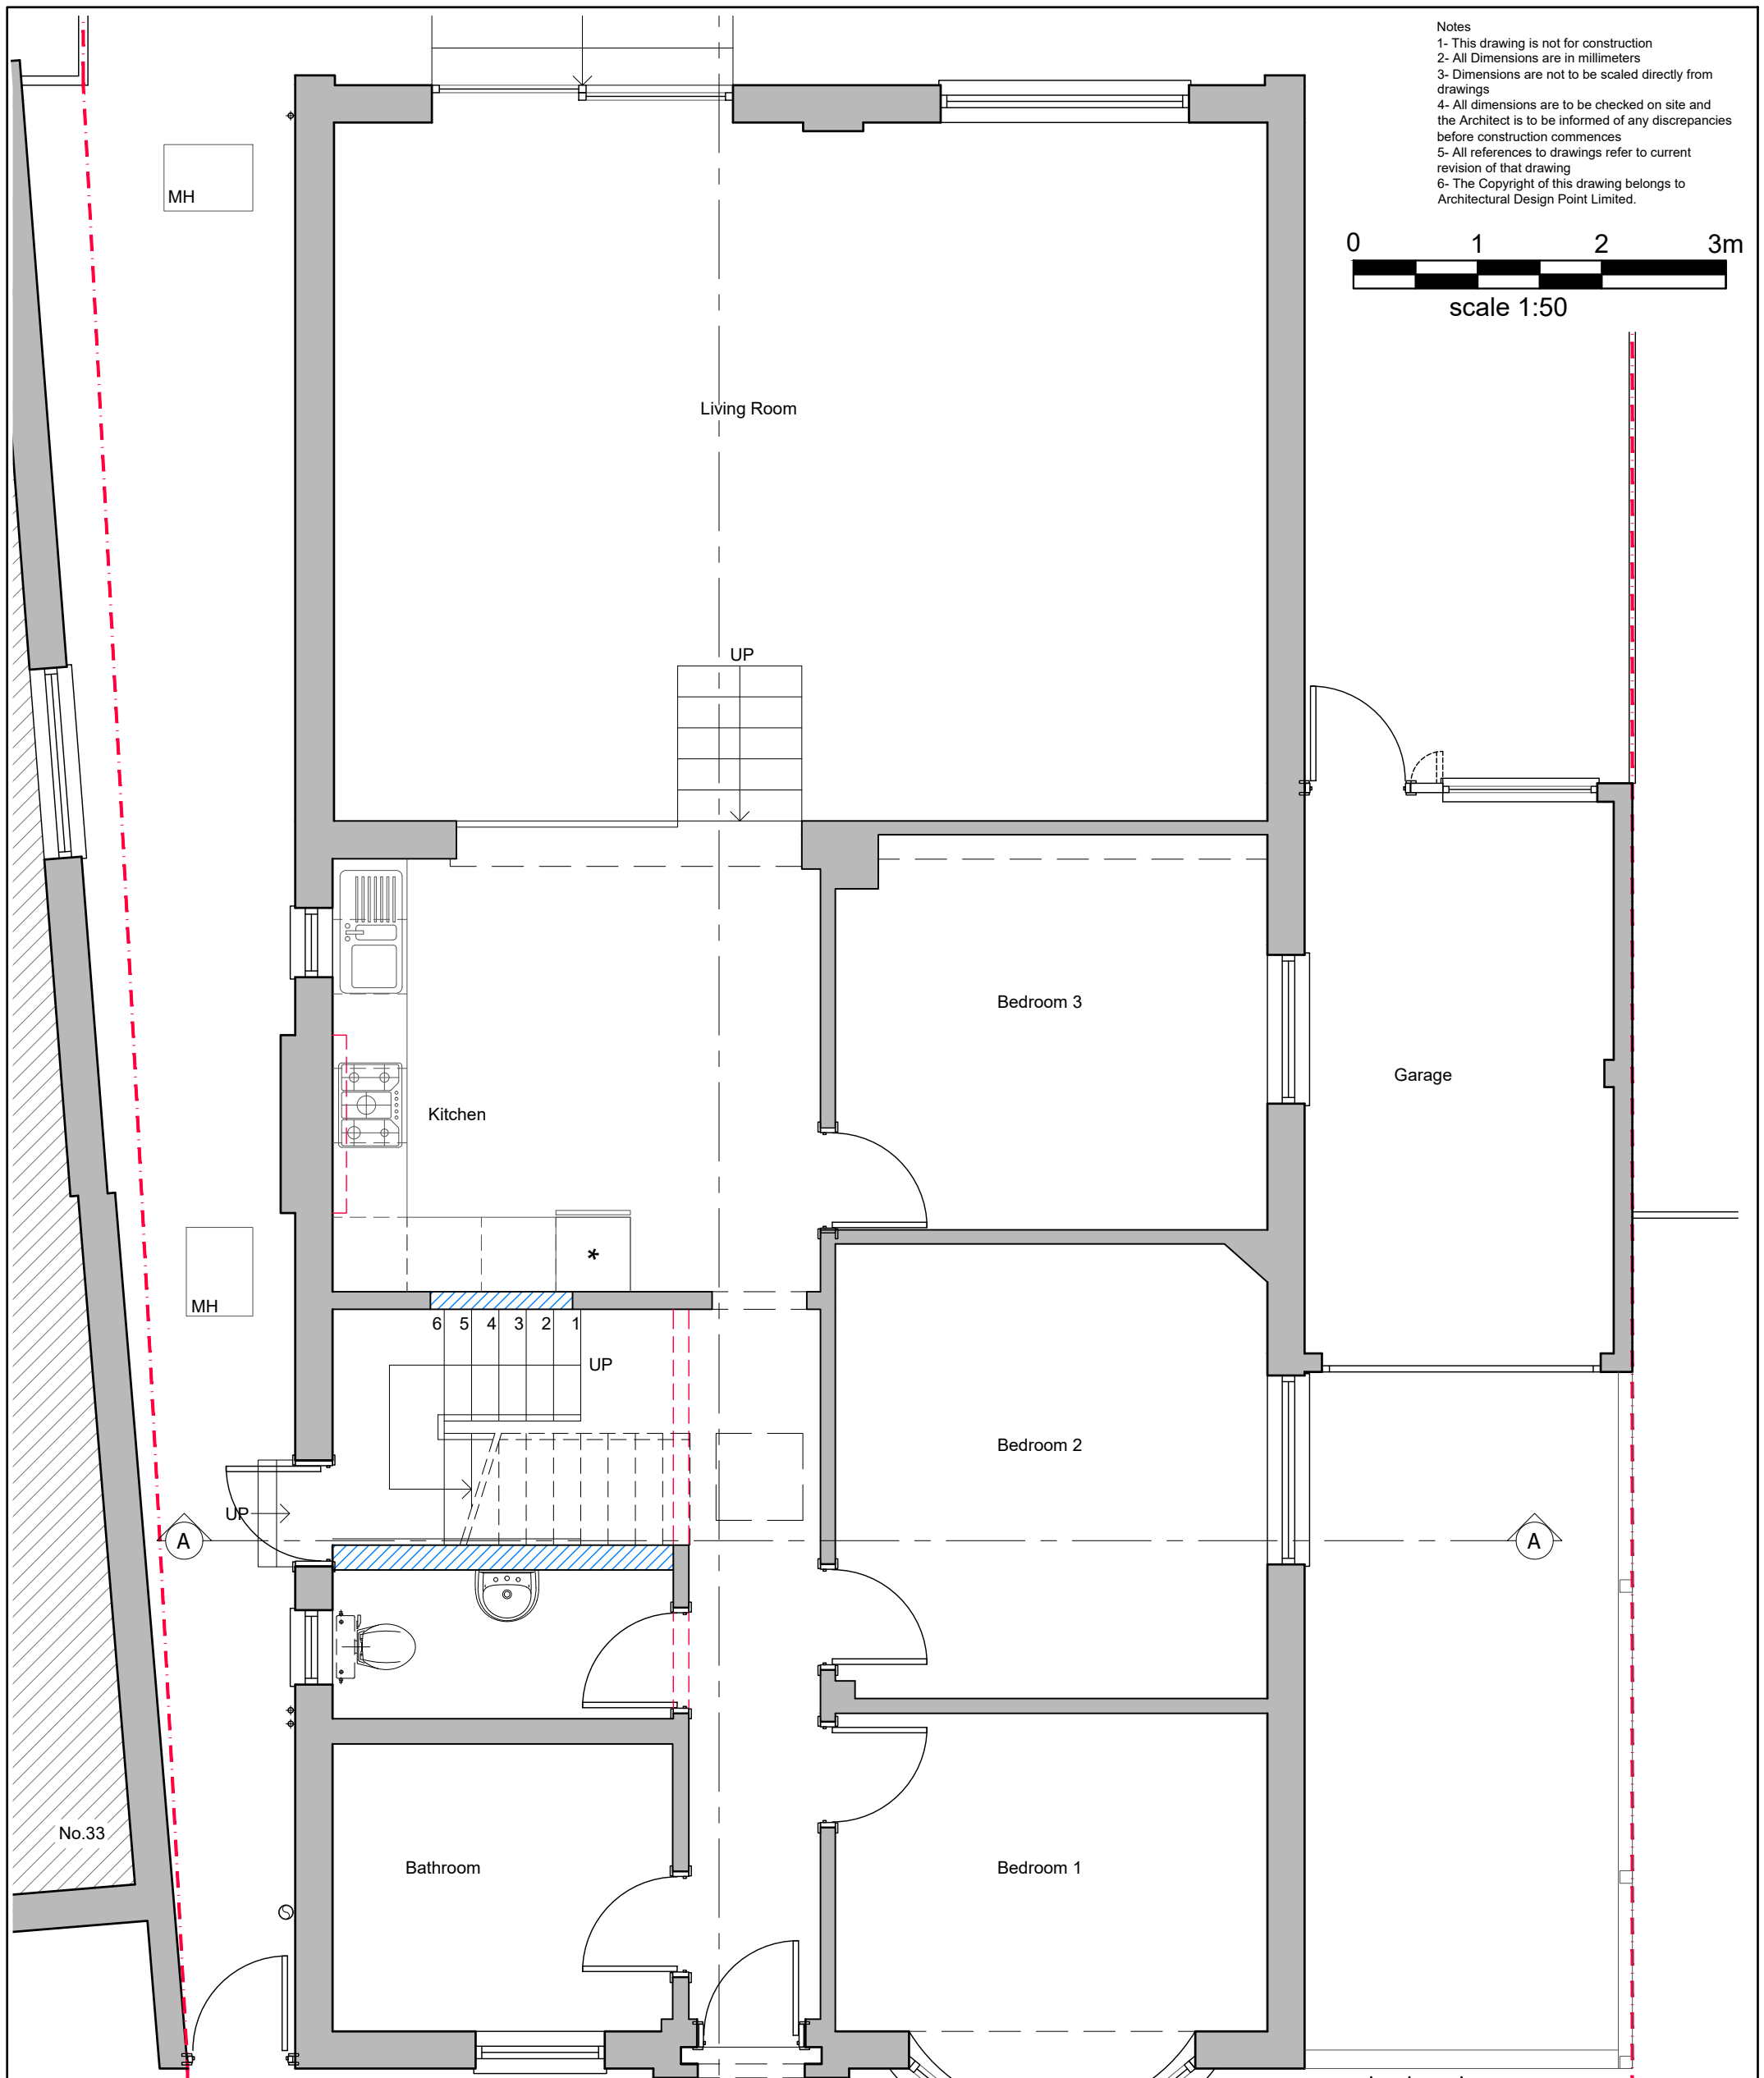 Notes
1- This drawing is not for construction
2- All Dimensions are in millimeters
3- Dimensions are not to be scaled directly from
drawings
4- All dimensions are to be checked on site and
the Architect is to be informed of any discrepancies
before construction commences
5- All references to drawings refer to current
revision of that drawing
6- The Copyright of this drawing belongs to
Architectural Design Point Limited.
0 1 2 3m
scale 1:50
MH
Living Room
UP
Bedroom 3
Garage
Kitchen
*
MH
6 5 4 3 2 1
UP
Bedroom 2
UP
A
A
No.33
Bathroom
Bedroom 1